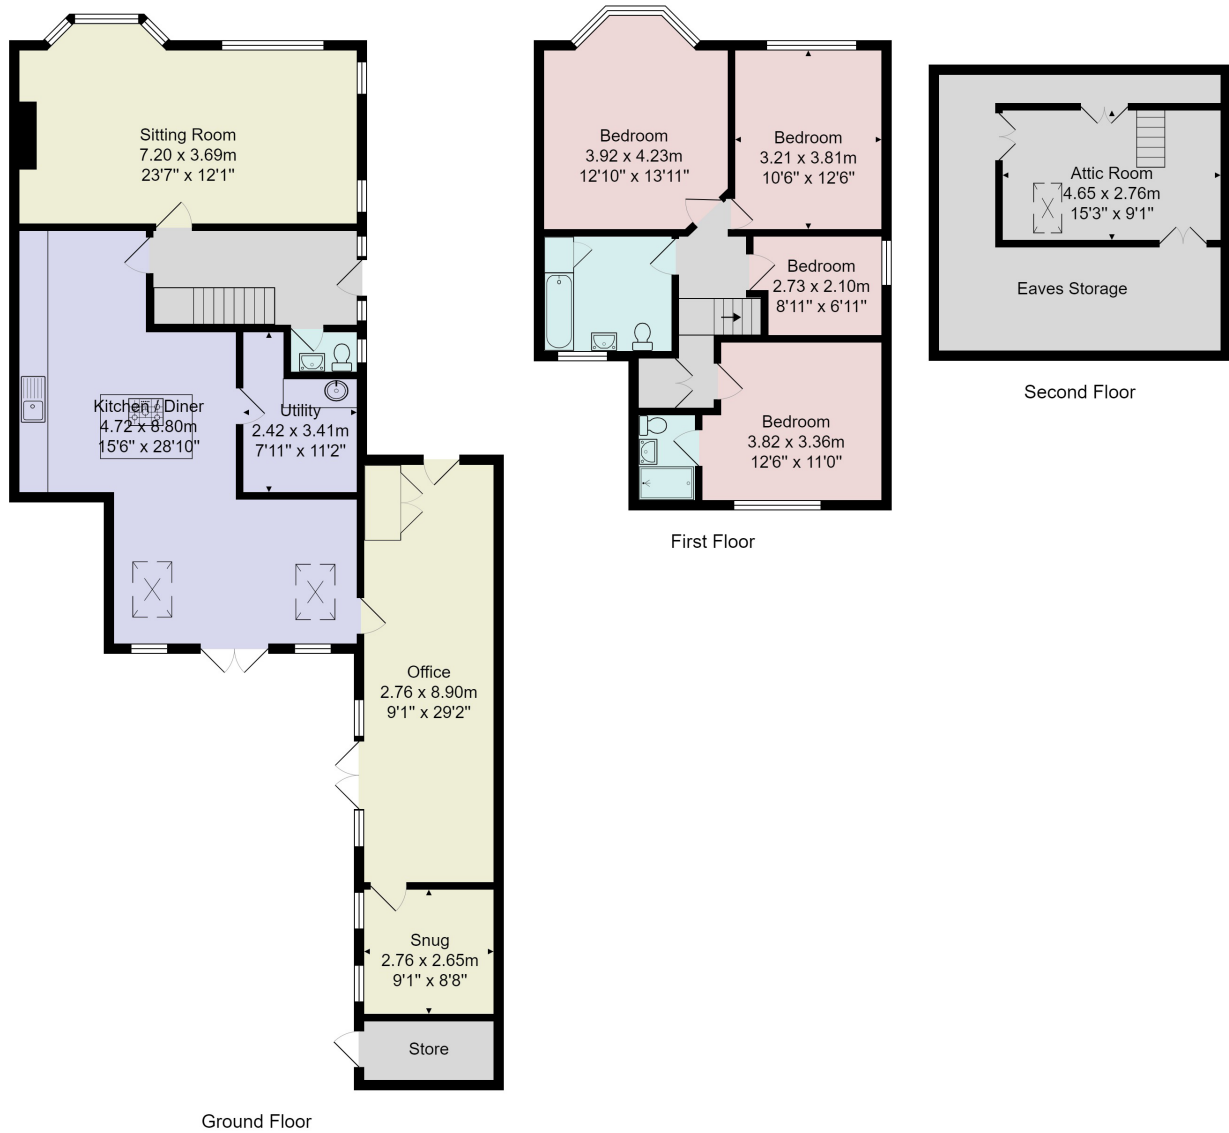 Sitting Room
7.20 x 3.69m
23'7" x 12'1"
Kitchen / Diner
4.72 x 8.80m
15'6" x 28'10"
Utility
2.42 x 3.41m
7'11" x 11'2"
Office
2.76 x 8.90m
9'1" x 29'2"
Snug
2.76 x 2.65m
9'1" x 8'8"
Store
Ground Floor
Bedroom
3.92 x 4.23m
12'10" x 13'11"
Bedroom
3.21 x 3.81m
10'6" x 12'6"
Bedroom
2.73 x 2.10m
8'11" x 6'11"
Bedroom
3.82 x 3.36m
12'6" x 11'0"
First Floor
Attic Room
4.65 x 2.76m
15'3" x 9'1"
Eaves Storage
Second Floor